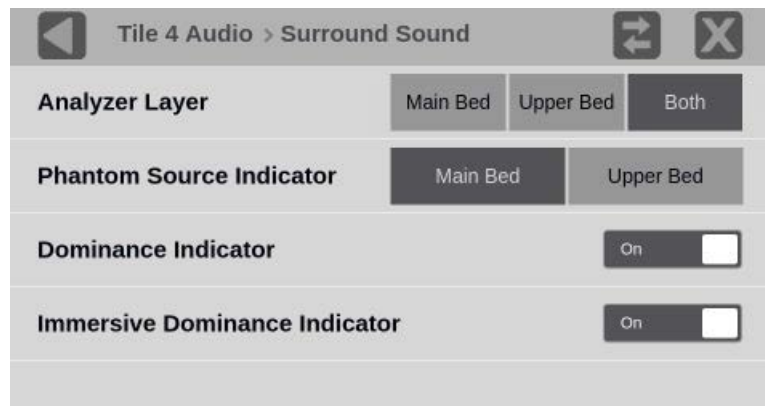 Tile 4 Audio > Surround Sound
Analyzer Layer Main Bed Upper Bed Both
Phantom Source Indicator Main Bed Upper Bed
Dominance Indicator On
Immersive Dominance Indicator On